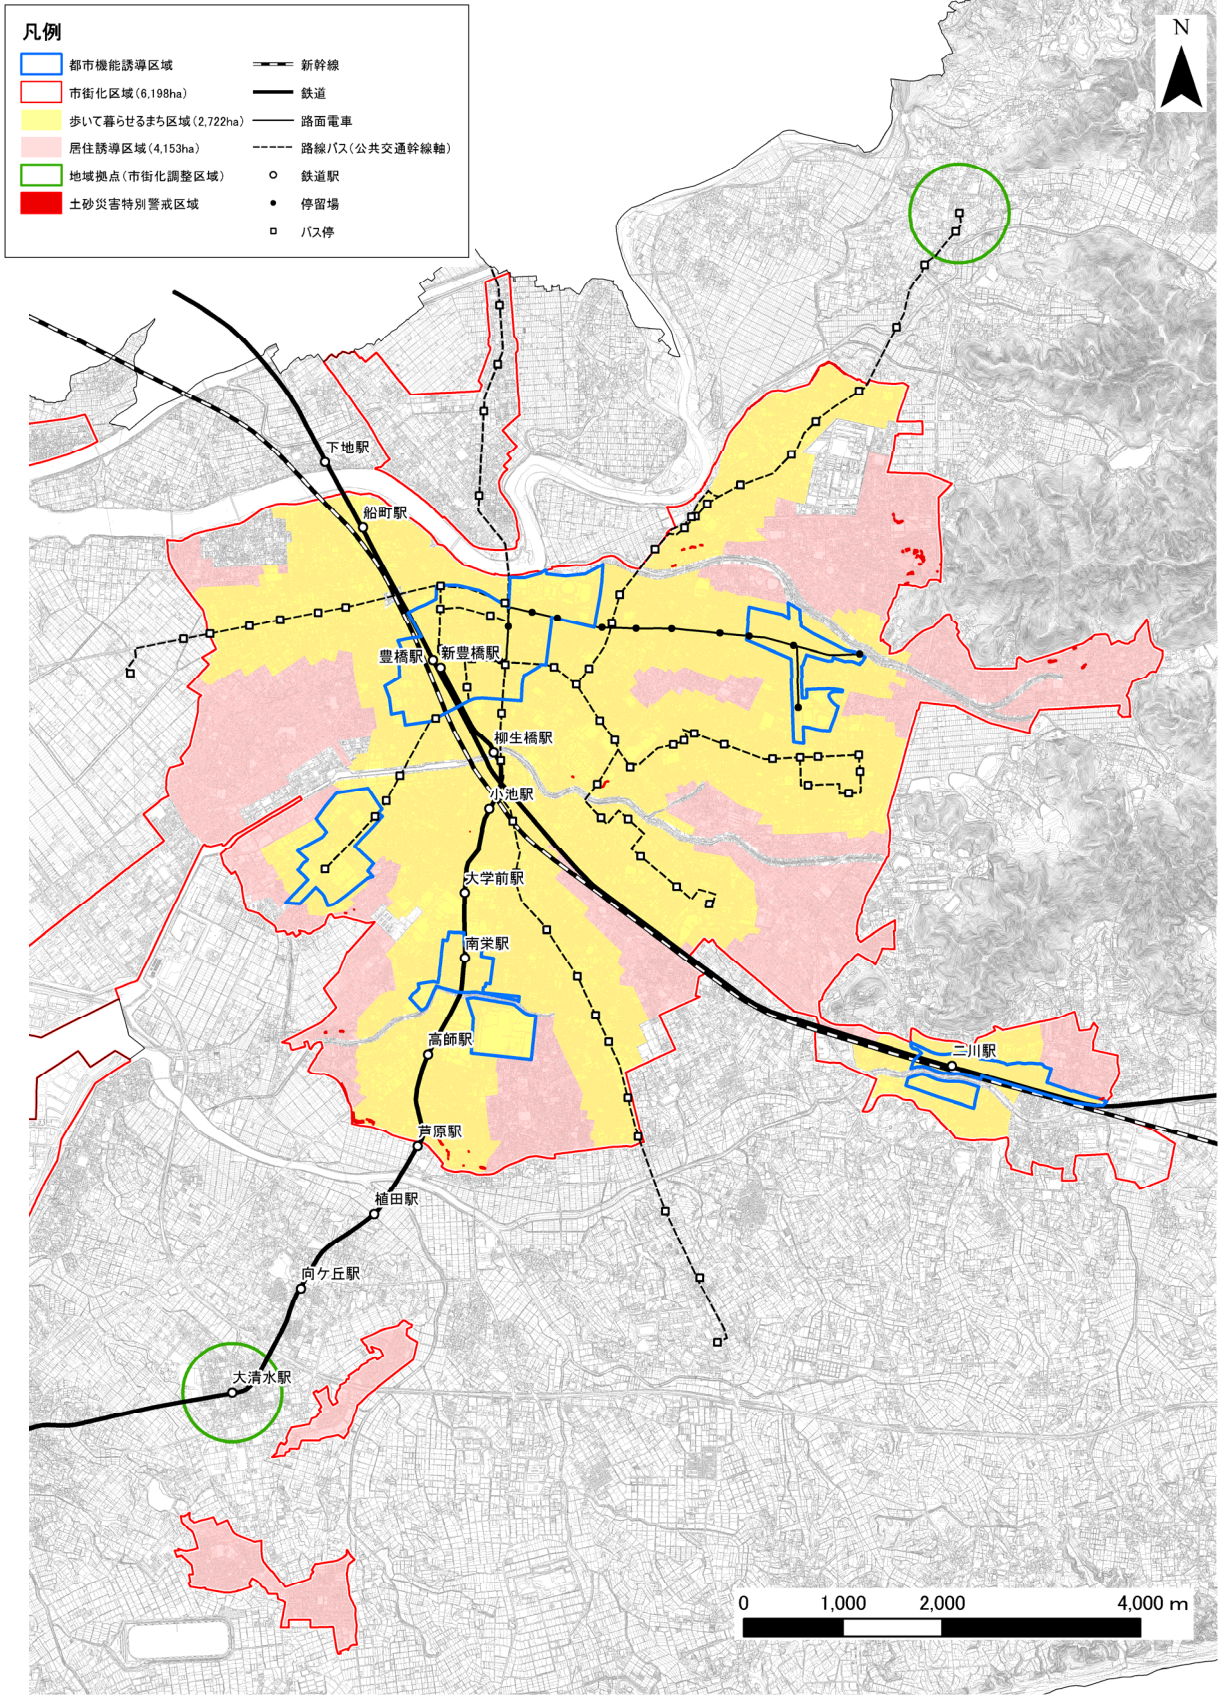 凡例
都市機能誘導区域
市街化区域(6,198ha)
歩いて暮らせるまち区域(2,722ha)
居住誘導区域(4,153ha)
地域拠点(市街化調整区域)
土砂災害特別警戒区域
新幹線
鉄道
路面電車
路線バス(公共交通幹線軸)
鉄道駅
停留場
バス停
N
下地駅
船町駅
豊橋駅
新豊橋駅
柳生橋駅
小池駅
大学前駅
南栄駅
高師駅
二川駅
芦原駅
植田駅
向ケ丘駅
大清水駅
0 1,000 2,000 4,000 m